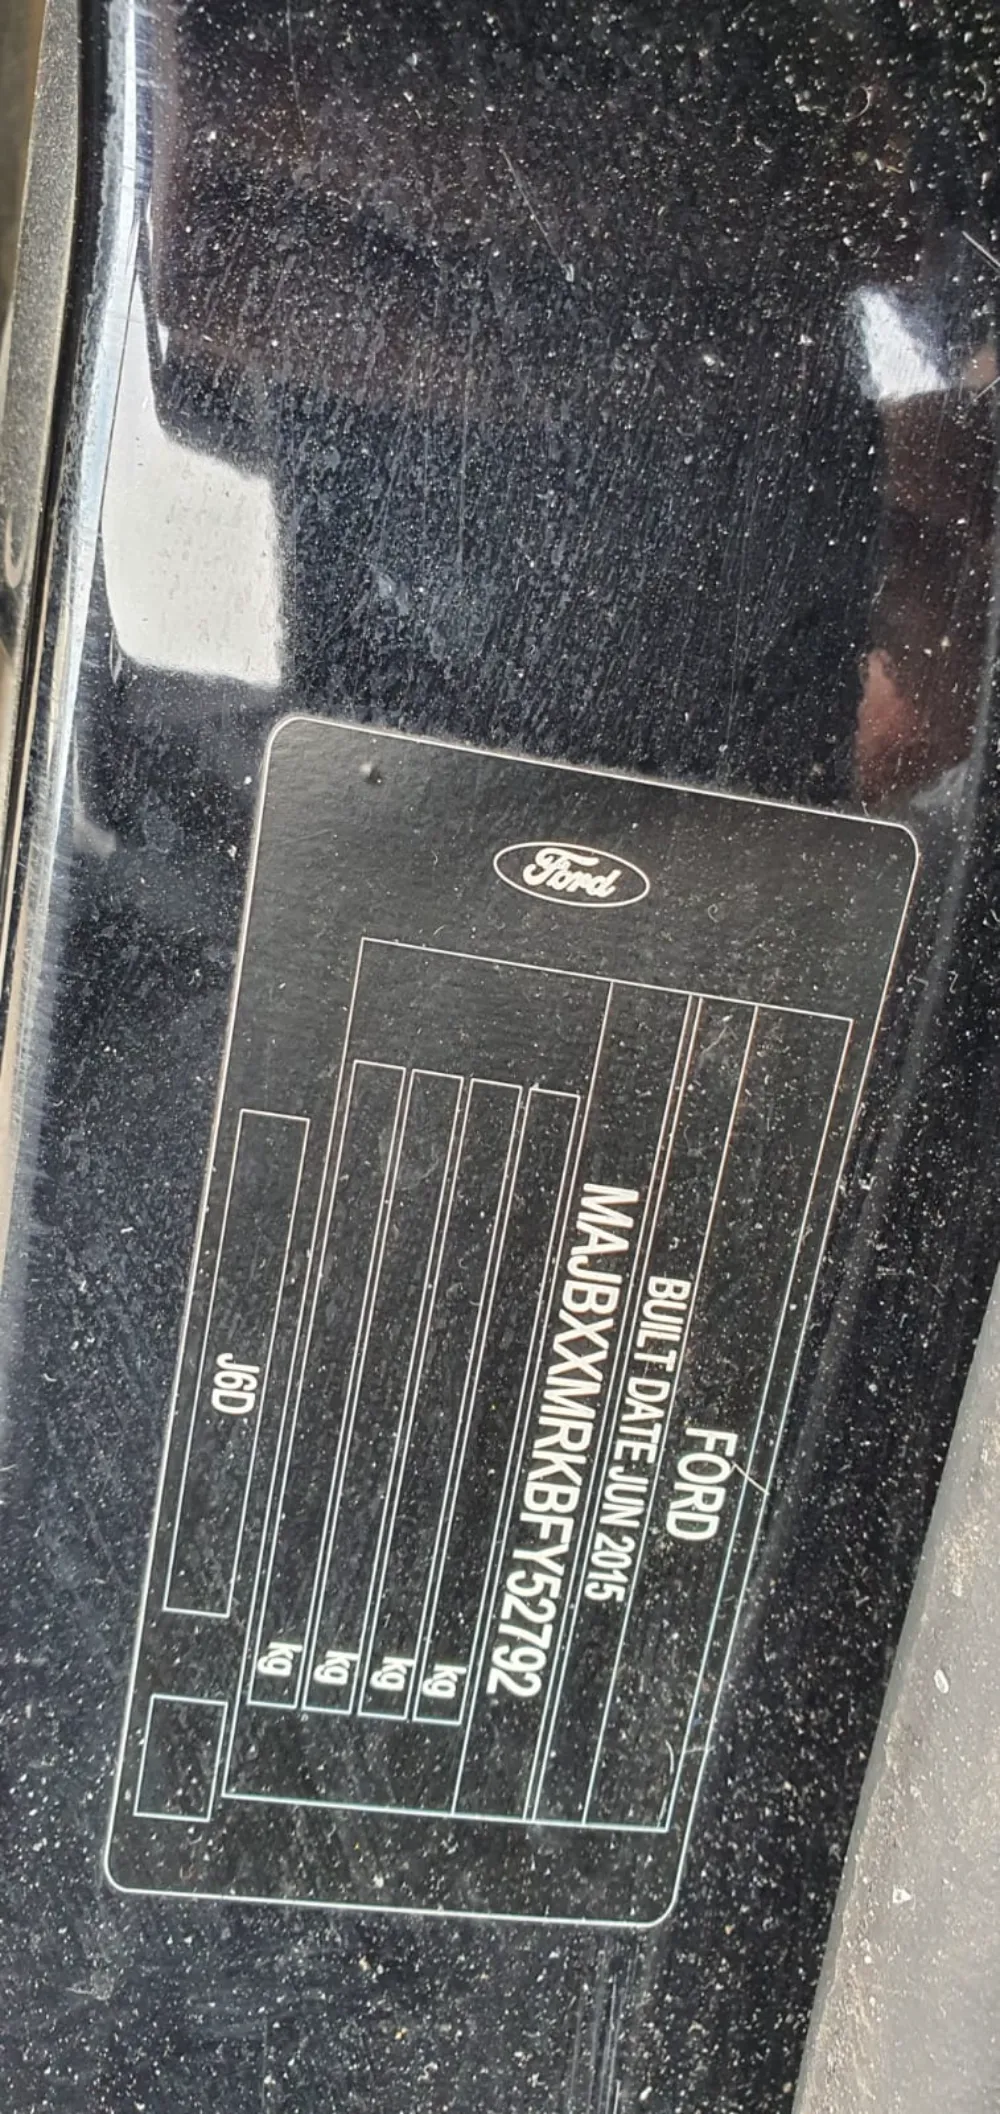 Ford
FORD
BUILT DATE JUN 2015
MAJBXXMRKBFY52792
kg
kg
kg
kg
J6D